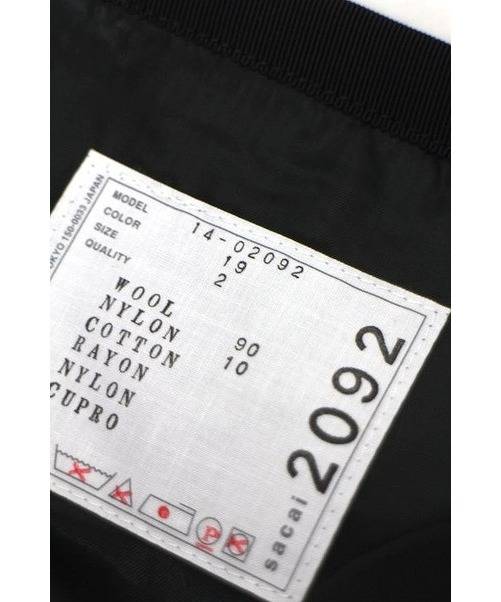 MODEL 14-02092
COLOR 19
SIZE 2
QUALITY
WOOL 90
NYLON 10
COTTON
RAYON
NYLON
CUPRO
150-0033 JAPAN
sacai 2092
P